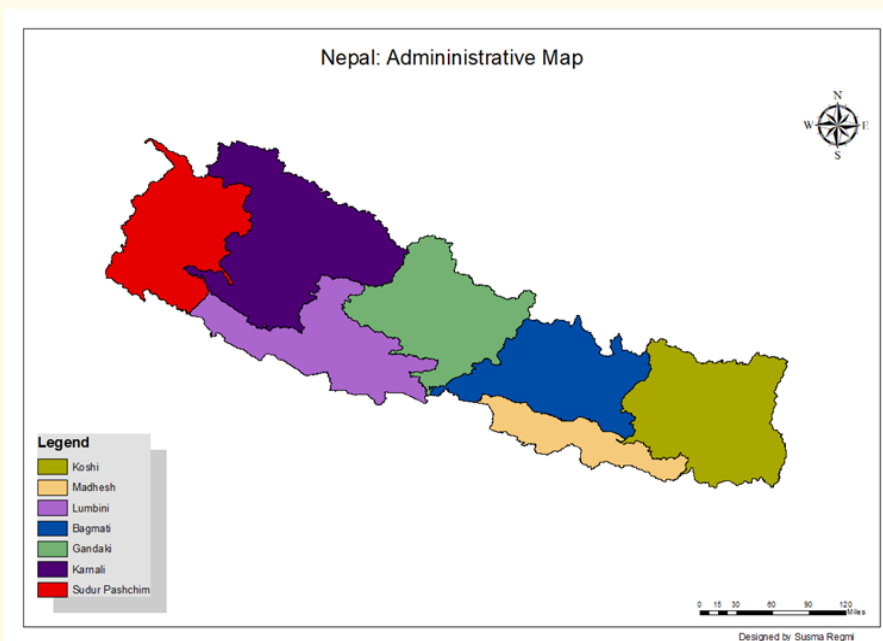 Nepal: Admininistrative Map
N
W E
S
Legend
Koshi
Madhesh
Lumbini
Bagmati
Gandaki
Karnali
Sudur Pashchim
0 15 30 60 90 120
Miles
Designed by Susma Regmi